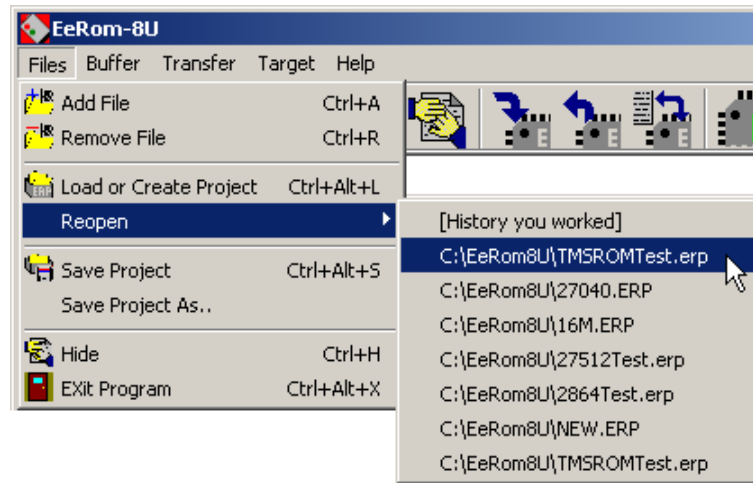 EeRom-8U
Files Buffer Transfer Target Help
Add File Ctrl+A
Remove File Ctrl+R
Load or Create Project Ctrl+Alt+L
Reopen
Save Project Ctrl+Alt+S
Save Project As..
Hide Ctrl+H
EXit Program Ctrl+Alt+X
[History you worked]
C:\EeRom8U\TMSROMTest.erp
C:\EeRom8U\27040.ERP
C:\EeRom8U\16M.ERP
C:\EeRom8U\27512Test.erp
C:\EeRom8U\2864Test.erp
C:\EeRom8U\NEW.ERP
C:\EeRom8U\TMSROMTest.erp